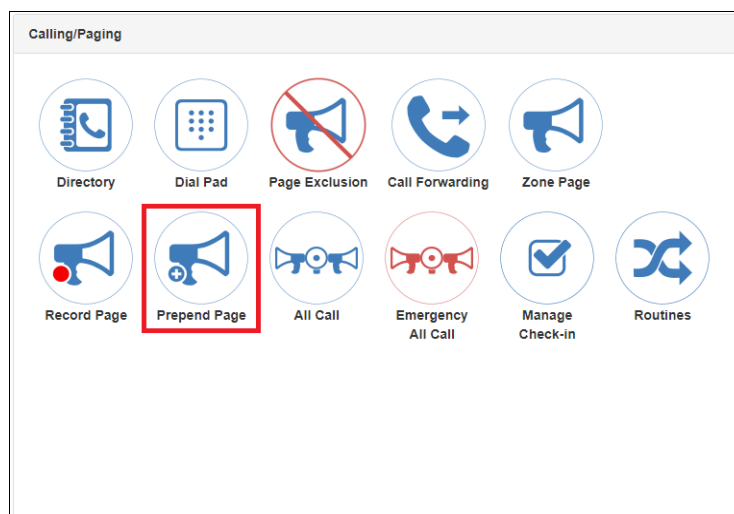 Calling/Paging
Directory
Dial Pad
Page Exclusion
Call Forwarding
Zone Page
Record Page
Prepend Page
All Call
Emergency
All Call
Manage
Check-in
Routines